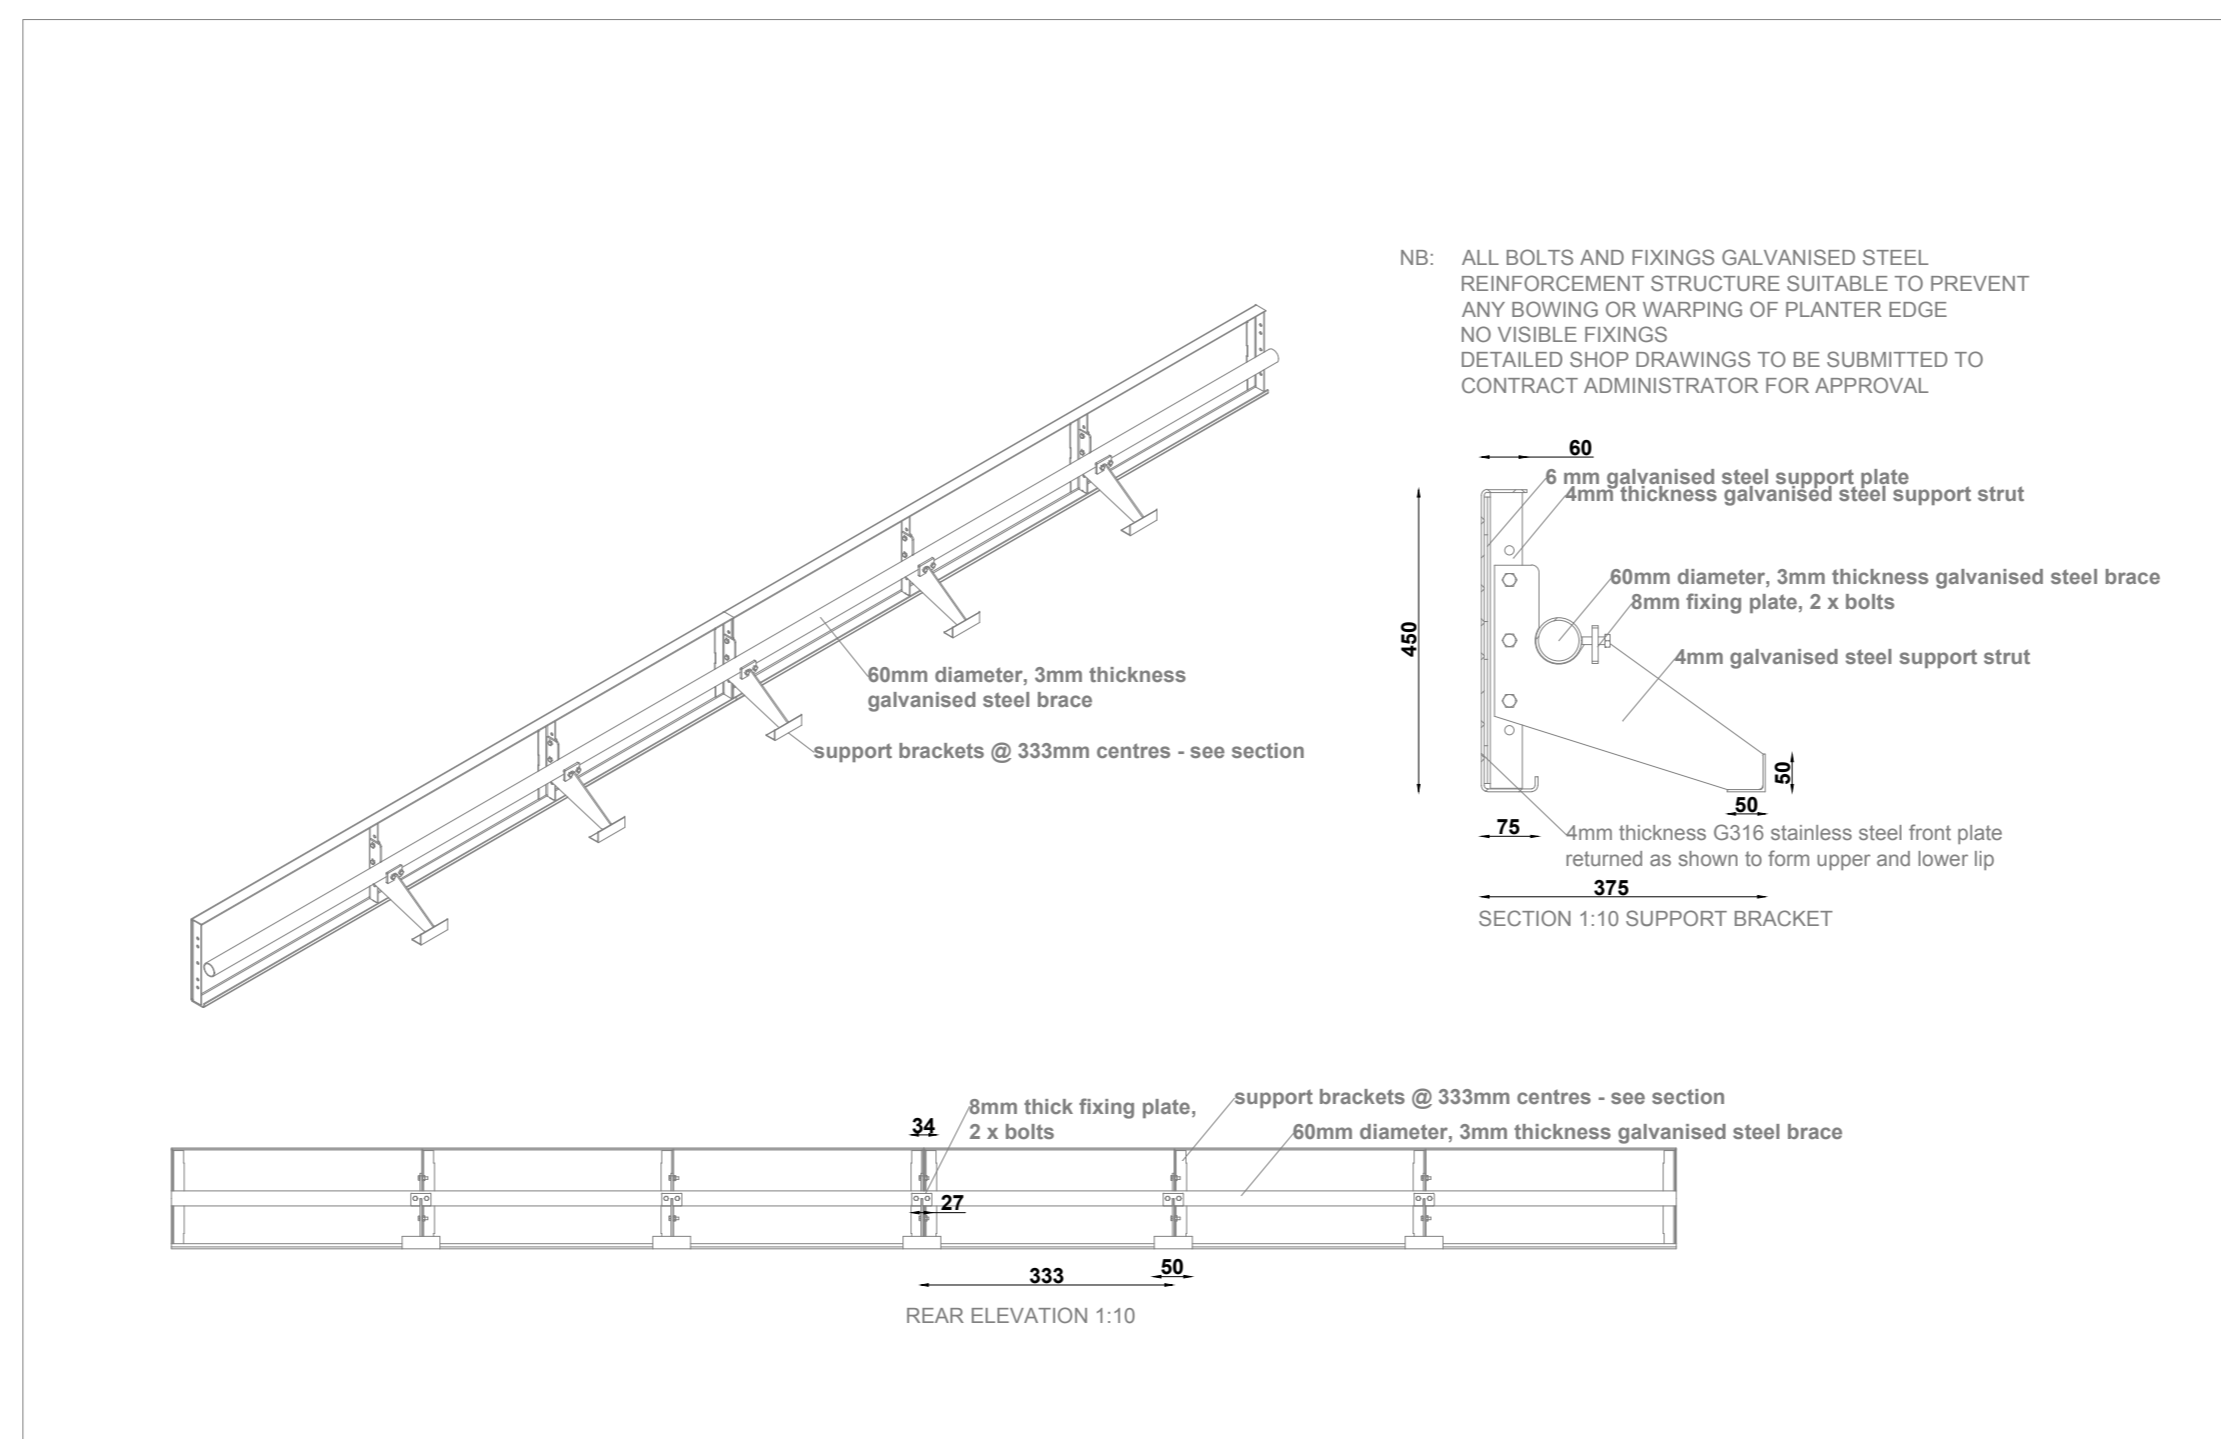 NB: ALL BOLTS AND FIXINGS GALVANISED STEEL
REINFORCEMENT STRUCTURE SUITABLE TO PREVENT
ANY BOWING OR WARPING OF PLANTER EDGE
NO VISIBLE FIXINGS
DETAILED SHOP DRAWINGS TO BE SUBMITTED TO
CONTRACT ADMINISTRATOR FOR APPROVAL
60
6 mm galvanised steel support plate
4mm thickness galvanised steel support strut
60mm diameter, 3mm thickness galvanised steel brace
8mm fixing plate, 2 x bolts
450
4mm galvanised steel support strut
50
50
75
4mm thickness G316 stainless steel front plate
returned as shown to form upper and lower lip
375
SECTION 1:10 SUPPORT BRACKET
60mm diameter, 3mm thickness
galvanised steel brace
support brackets @ 333mm centres - see section
34
8mm thick fixing plate,
2 x bolts
support brackets @ 333mm centres - see section
60mm diameter, 3mm thickness galvanised steel brace
27
333
50
REAR ELEVATION 1:10